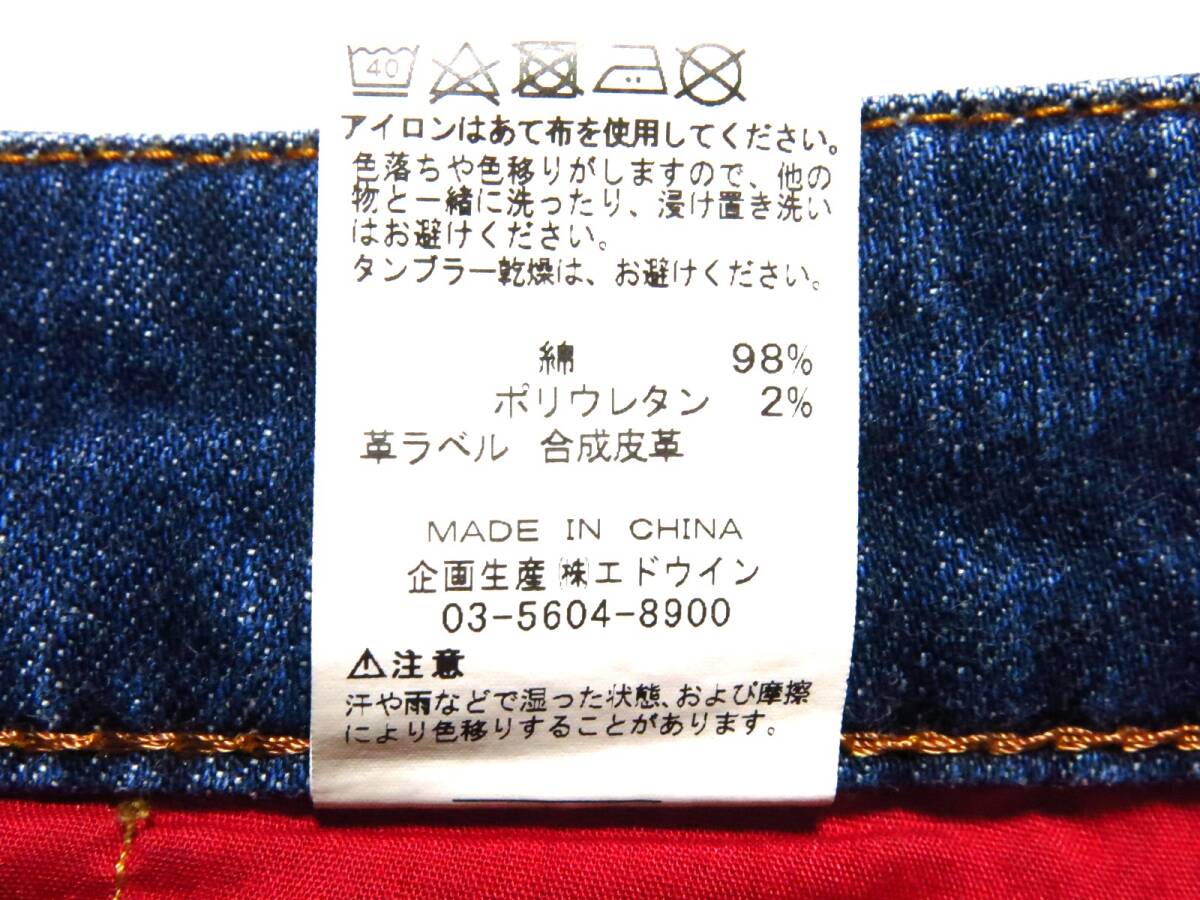 40
アイロンはあて布を使用してください。
色落ちや色移りがしますので、他の
物と一緒に洗ったり、浸け置き洗い
はお避けください。
タンブラー乾燥は、お避けください。
綿 98%
ポリウレタン 2%
革ラベル 合成皮革
MADE IN CHINA
企画生産 ㈱エドウイン
03-5604-8900
⚠注意
汗や雨などで湿った状態、および摩擦
により色移りすることがあります。